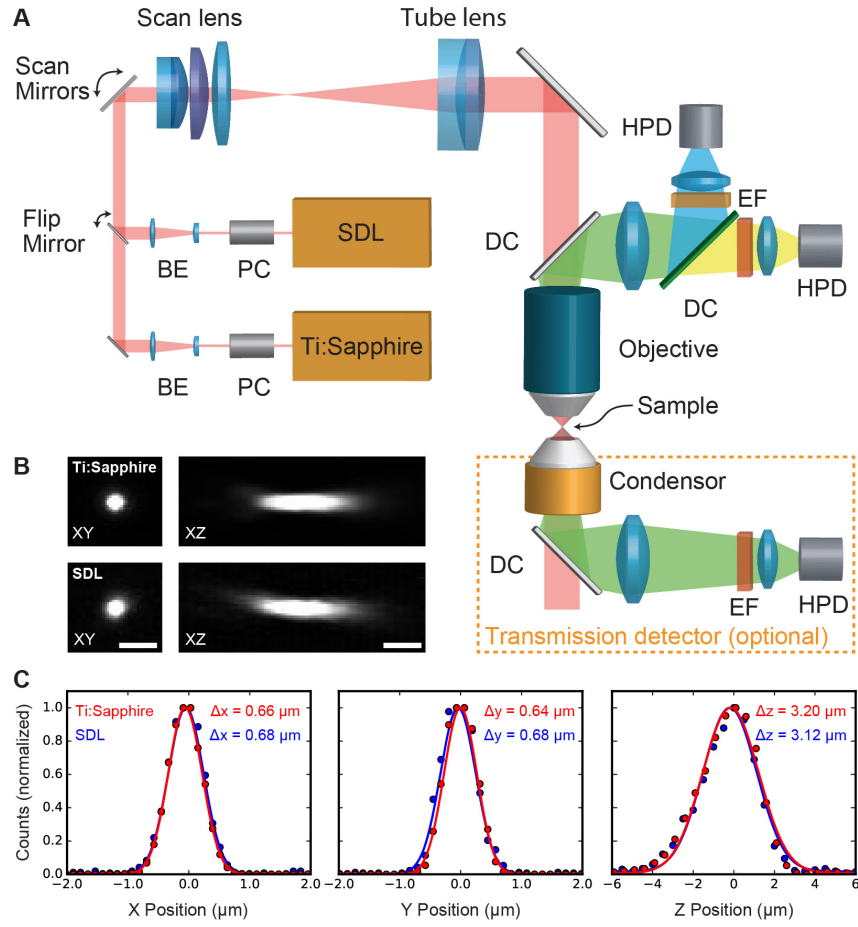 A
Scan lens
Tube lens
Scan
Mirrors
HPD
EF
Flip
Mirror
SDL
DC
BE
PC
HPD
DC
Ti:Sapphire
Objective
BE
PC
Sample
B
Ti:Sapphire
XY
XZ
Condensor
SDL
XY
XZ
DC
EF
HPD
Transmission detector (optional)
C
Counts (normalized)
1.0
0.8
0.6
0.4
0.2
0.0
Ti:Sapphire
SDL
Δx = 0.66 µm
Δx = 0.68 µm
−2.0
−1.0
0.0
1.0
2.0
X Position (µm)
Δy = 0.64 µm
Δy = 0.68 µm
−2.0
−1.0
0.0
1.0
2.0
Y Position (µm)
Δz = 3.20 µm
Δz = 3.12 µm
−6
−4
−2
0
2
4
6
Z Position (µm)